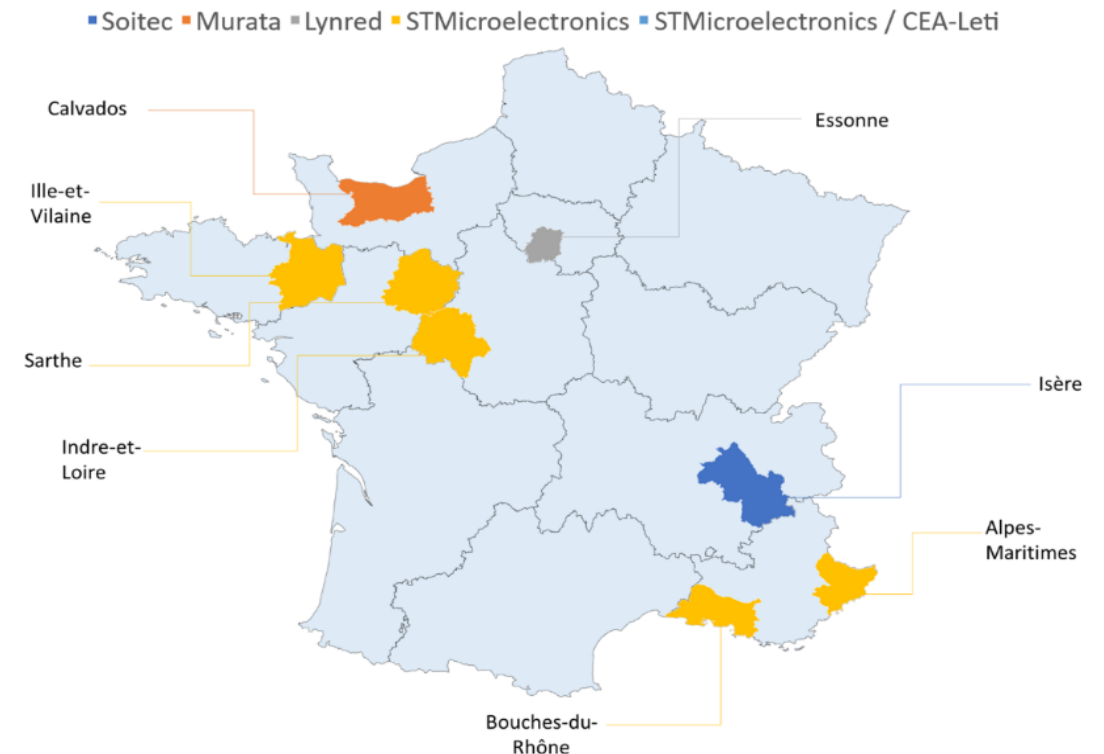 Soitec Murata Lynred STMicroelectronics STMicroelectronics / CEA-Leti
Calvados
Essonne
Ille-et-
Vilaine
Sarthe
Isère
Indre-et-
Loire
Alpes-
Maritimes
Bouches-du-
Rhône